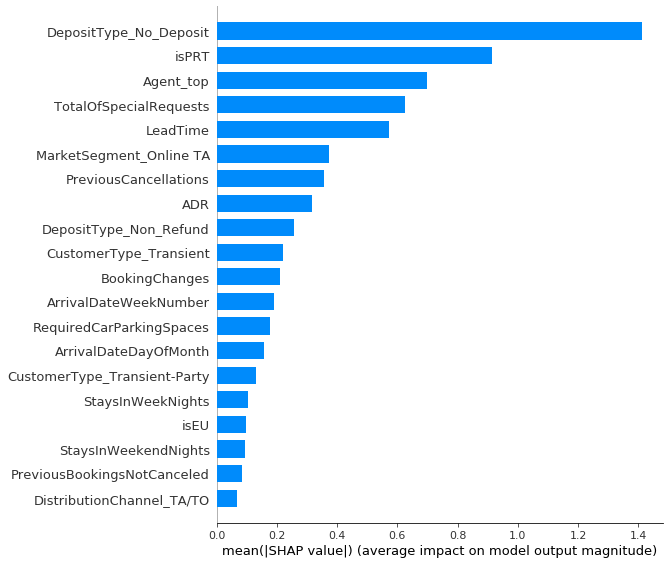 DepositType_No_Deposit
isPRT
Agent_top
TotalOfSpecialRequests
LeadTime
MarketSegment_Online TA
PreviousCancellations
ADR
DepositType_Non_Refund
CustomerType_Transient
BookingChanges
ArrivalDateWeekNumber
RequiredCarParkingSpaces
ArrivalDateDayOfMonth
CustomerType_Transient-Party
StaysInWeekNights
isEU
StaysInWeekendNights
PreviousBookingsNotCanceled
DistributionChannel_TA/TO
0.0 0.2 0.4 0.6 0.8 1.0 1.2 1.4
mean(|SHAP value|) (average impact on model output magnitude)